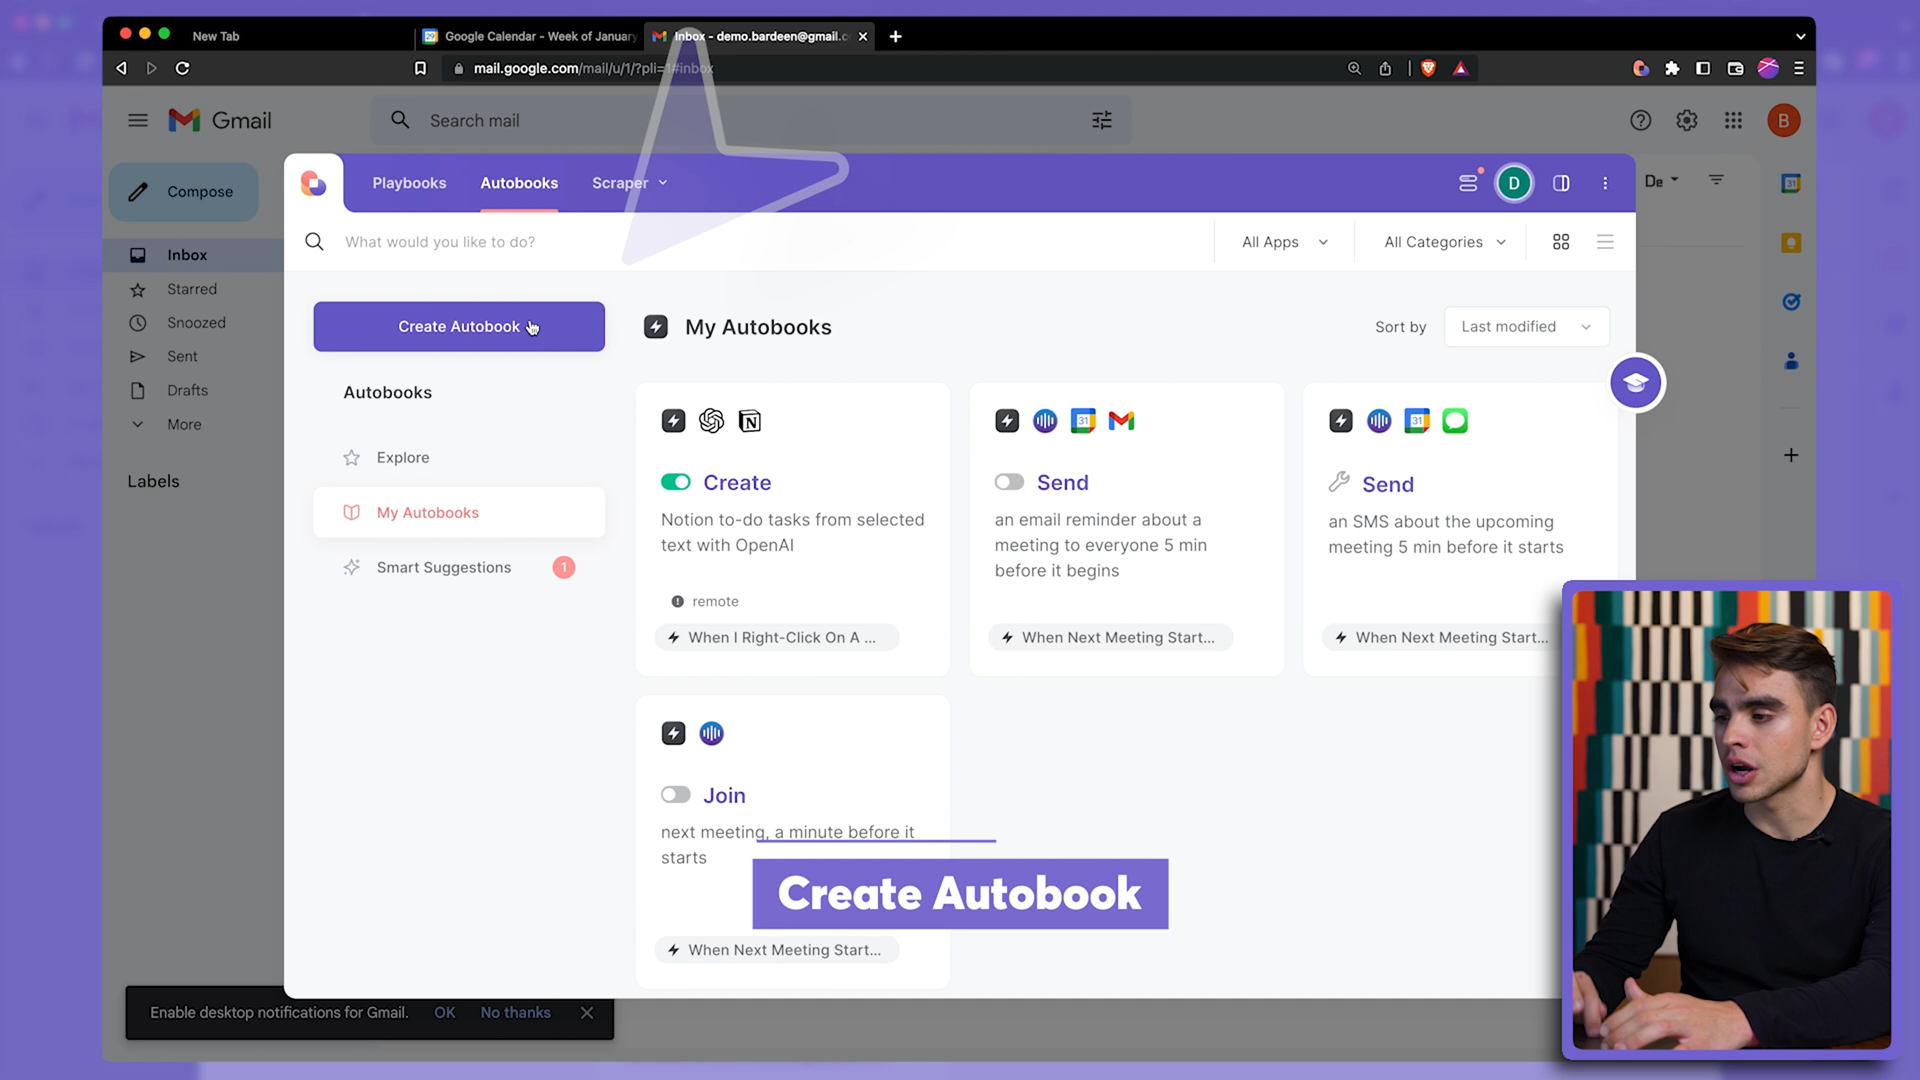 New Tab
Google Calendar - Week of January
Inbox - demo.bardeen@gmail.c
mail.google.com/mail/u/1/?pli=1#inbox
Gmail
Search mail
B
Compose
Playbooks
Autobooks
Scraper
D
De
Inbox
What would you like to do?
All Apps
All Categories
Starred
Snoozed
Sent
Drafts
More
Labels
Create Autobook
My Autobooks
Sort by
Last modified
Autobooks
Explore
My Autobooks
Smart Suggestions
1
Create
Notion to-do tasks from selected
text with OpenAI
remote
When I Right-Click On A ...
31
Send
an email reminder about a
meeting to everyone 5 min
before it begins
When Next Meeting Start...
31
Send
an SMS about the upcoming
meeting 5 min before it starts
When Next Meeting Start...
Join
next meeting, a minute before it
starts
When Next Meeting Start...
Create Autobook
Enable desktop notifications for Gmail.
OK
No thanks